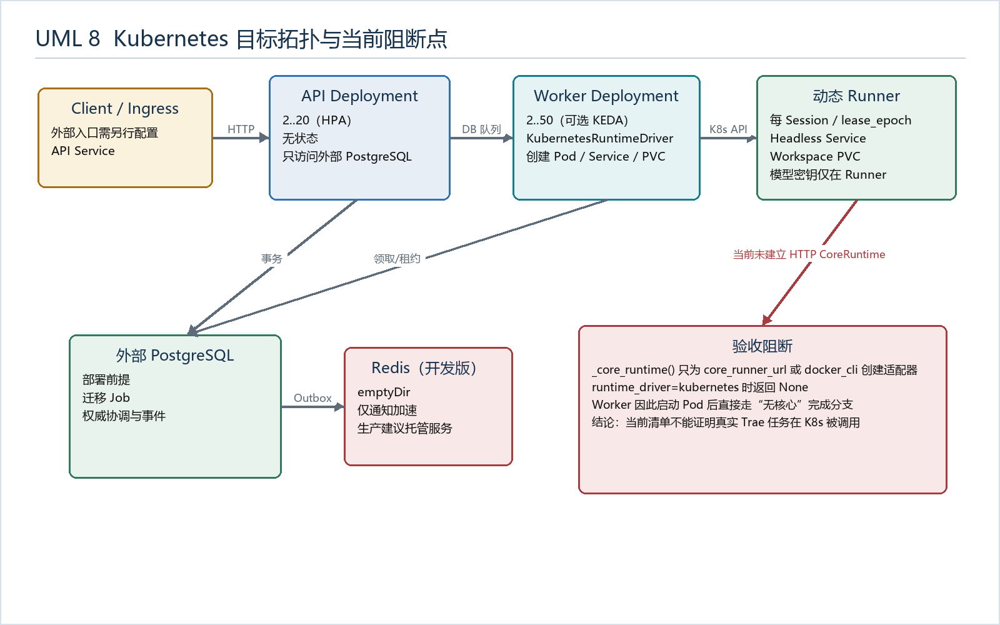 UML 8  Kubernetes 目标拓扑与当前阻断点
Client / Ingress
外部入口需另行配置
API Service
HTTP
API Deployment
2..20（HPA）
无状态
只访问外部 PostgreSQL
DB 队列
Worker Deployment
2..50（可选 KEDA）
KubernetesRuntimeDriver
创建 Pod / Service / PVC
K8s API
动态 Runner
每 Session / lease_epoch
Headless Service
Workspace PVC
模型密钥仅在 Runner
事务
领取/租约
当前未建立 HTTP CoreRuntime
外部 PostgreSQL
部署前提
迁移 Job
权威协调与事件
Outbox
Redis（开发版）
emptyDir
仅通知加速
生产建议托管服务
验收阻断
_core_runtime() 只为 core_runner_url 或 docker_cli 创建适配器
runtime_driver=kubernetes 时返回 None
Worker 因此启动 Pod 后直接走“无核心”完成分支
结论：当前清单不能证明真实 Trae 任务在 K8s 被调用